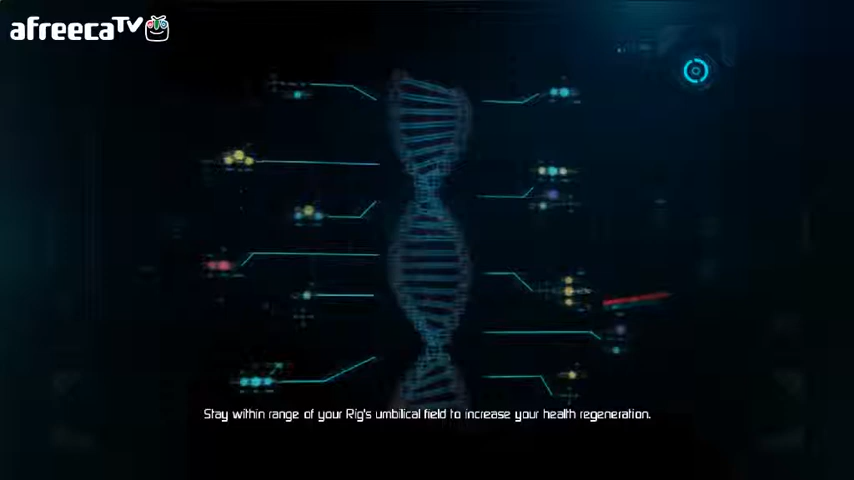 afreecaTV
Stay within range of your Rig's umbilical field to increase your health regeneration.